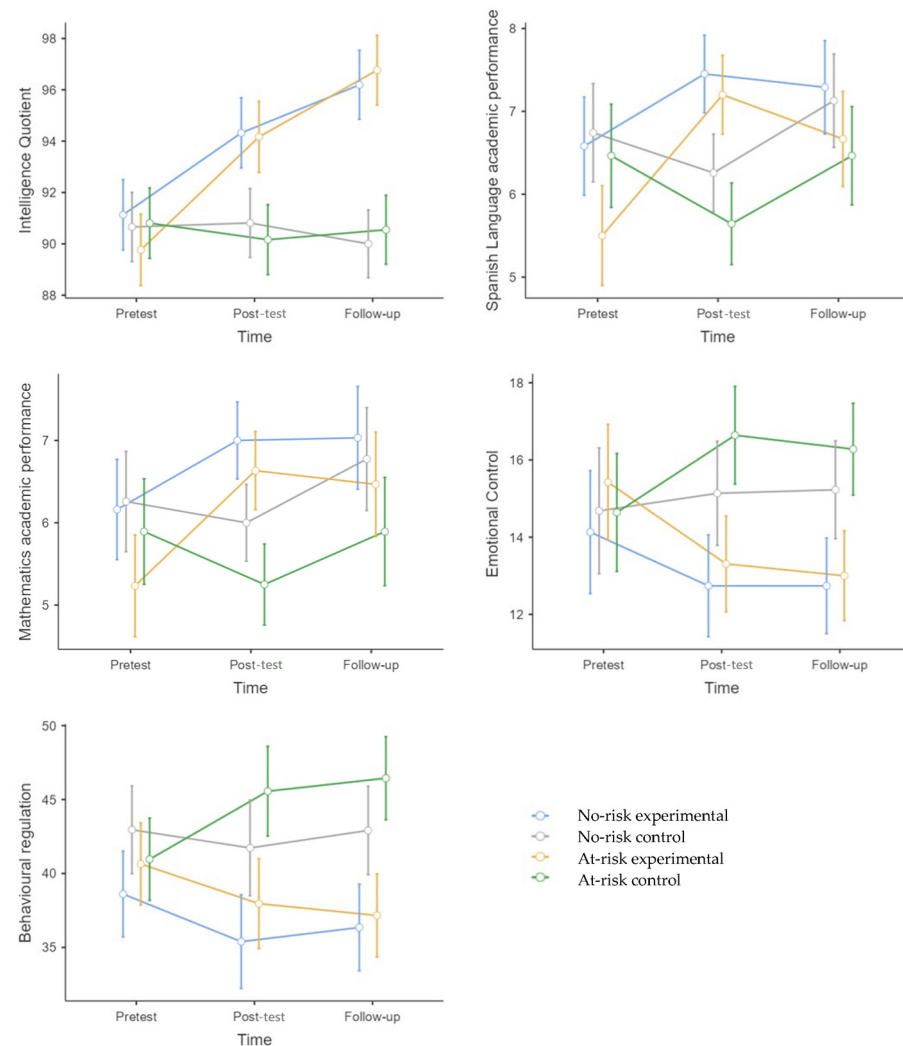 Intelligence Quotient
98
96
94
92
90
88
Pretest
Post-test
Follow-up
Time
Spanish Language academic performance
8
7
6
5
Pretest
Post-test
Follow-up
Time
Mathematics academic performance
7
6
5
Pretest
Post-test
Follow-up
Time
Emotional Control
18
16
14
12
Pretest
Post-test
Follow-up
Time
Behavioural regulation
50
45
40
35
Pretest
Post-test
Follow-up
Time
No-risk experimental
No-risk control
At-risk experimental
At-risk control